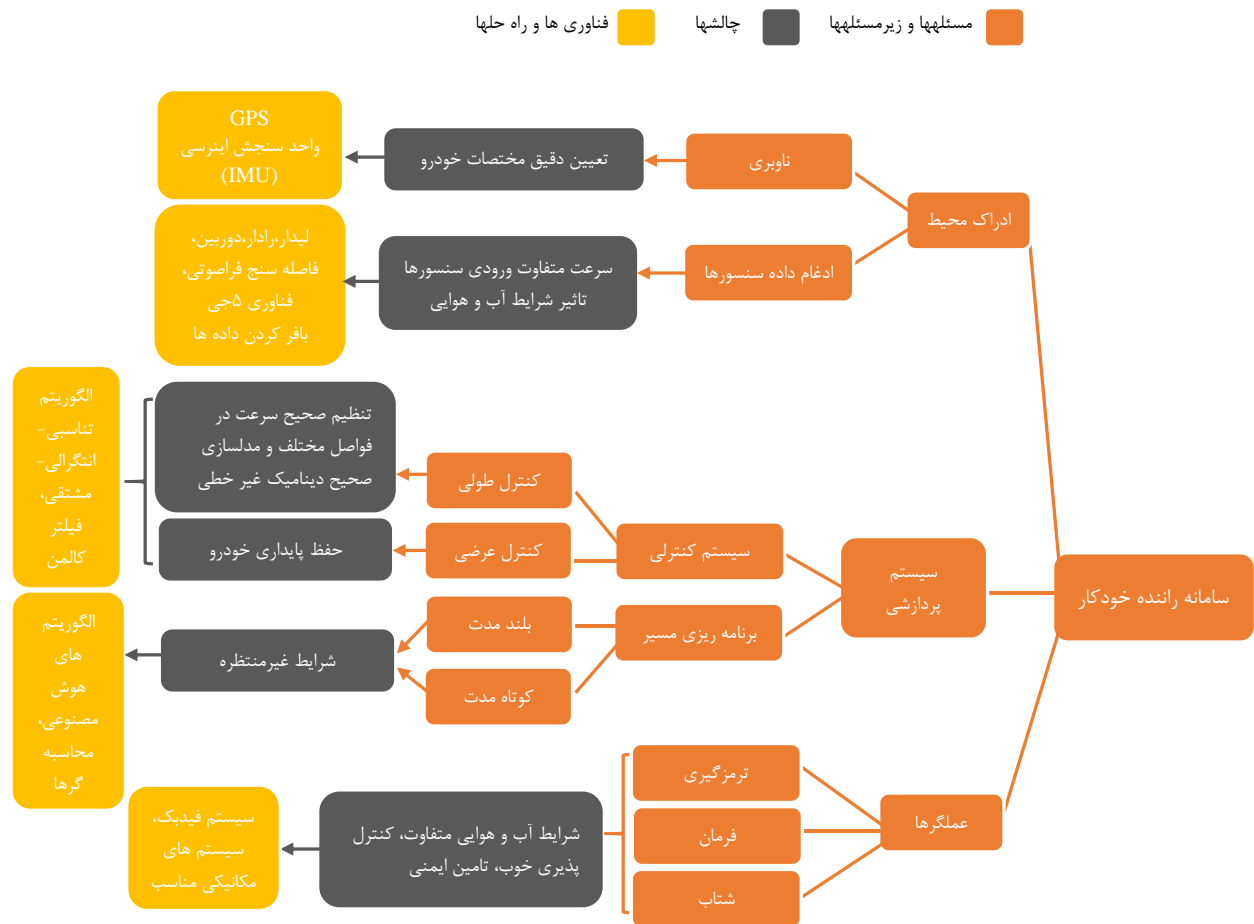 مسئلهها و زیرمسئلهها
چالشها
فناوری ها و راه حلها
سامانه راننده خودکار
ادراک محیط
ناوبری
تعیین دقیق مختصات خودرو
GPS
واحد سنجش اینرسی
(IMU)
ادغام داده سنسورها
سرعت متفاوت ورودی سنسورها
تاثیر شرایط آب و هوایی
لیدار،رادار،دوربین،
فاصله سنج فراصوتی،
فناوری ۵جی
بافر کردن داده ها
سیستم
پردازشی
سیستم کنترلی
کنترل طولی
تنظیم صحیح سرعت در
فواصل مختلف و مدلسازی
صحیح دینامیک غیر خطی
کنترل عرضی
حفظ پایداری خودرو
الگوریتم
تناسبی-
انتگرالی-
مشتقی،
فیلتر
کالمن
برنامه ریزی مسیر
بلند مدت
کوتاه مدت
شرایط غیرمنتظره
الگوریتم
های
هوش
مصنوعی،
محاسبه
گرها
عملگرها
ترمزگیری
فرمان
شتاب
شرایط آب و هوایی متفاوت، کنترل
پذیری خوب، تامین ایمنی
سیستم فیدبک،
سیستم های
مکانیکی مناسب